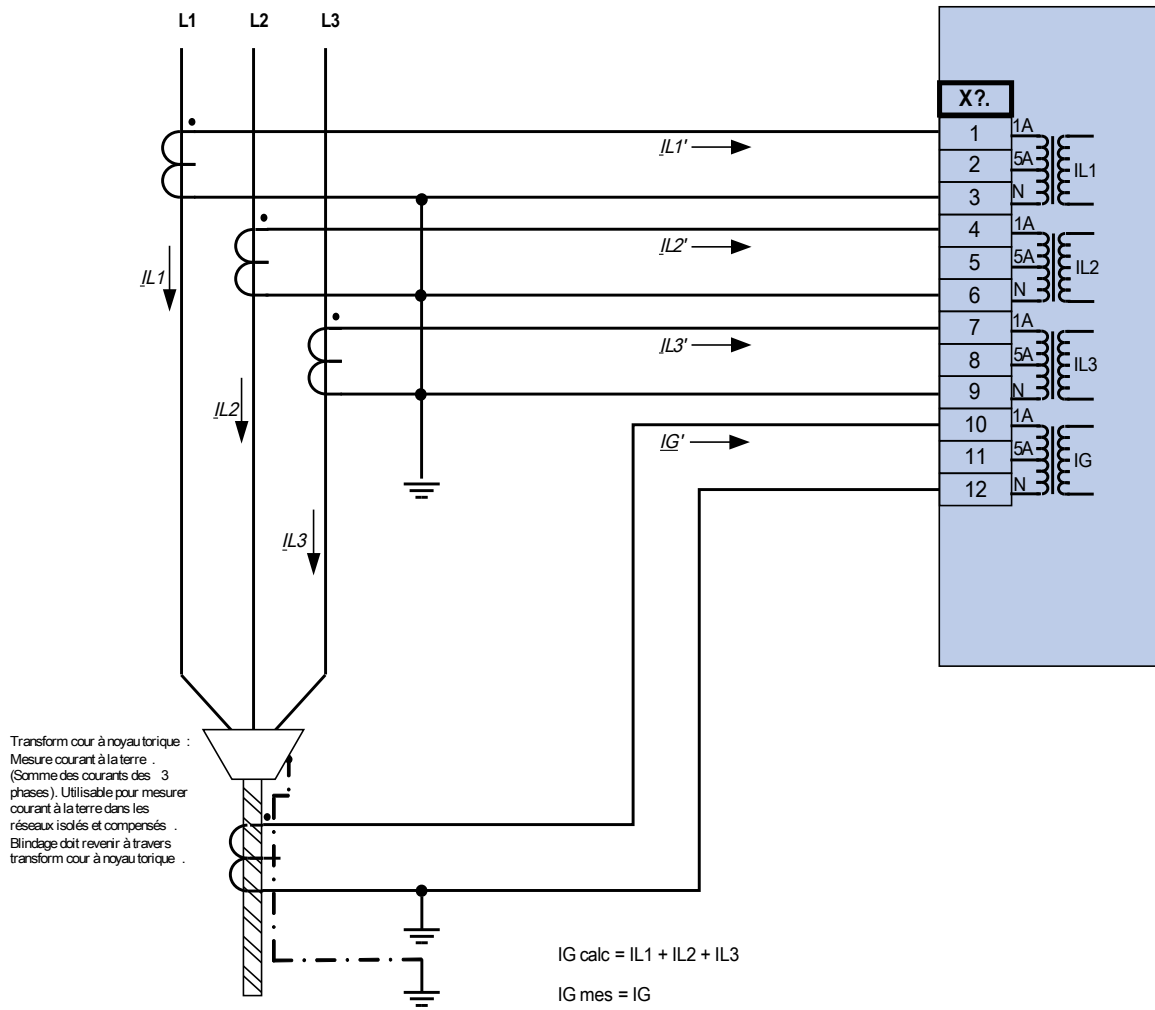 L1 L2 L3
X?.
1 1A
2 5A IL1
3 N
4 1A
5 5A IL2
6 N
7 1A
8 5A IL3
9 N
10 1A
11 5A IG
12 N
IL1'
IL2'
IL3'
IG'
IL1
IL2
IL3
Transform cour à noyau torique :
Mesure courant à la terre .
(Somme des courants des 3
phases). Utilisable pour mesurer
courant à la terre dans les
réseaux isolés et compensés .
Blindage doit revenir à travers
transform cour à noyau torique .
IG calc = IL1 + IL2 + IL3
IG mes = IG